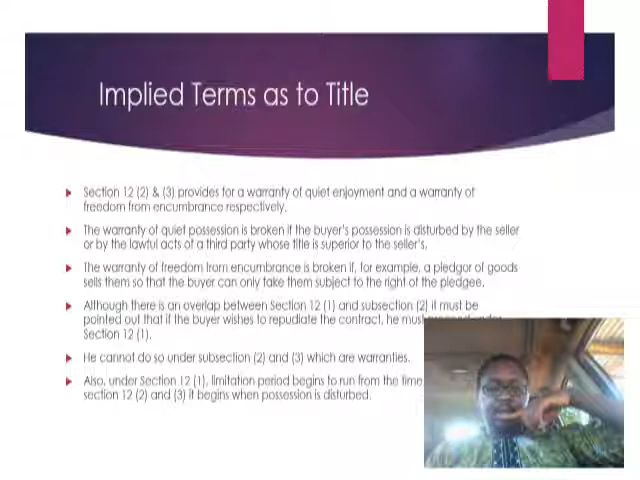 Implied Terms as to Title
Section 12 (2) & (3) provides for a warranty of quiet enjoyment and a warranty of
freedom from encumbrance respectively.
The warranty of quiet possession is broken if the buyer's possession is disturbed by the seller
or by the lawful acts of a third party whose title is superior to the seller's.
The warranty of freedom from encumbrance is broken if, for example, a pledgor of goods
sells them so that the buyer can only take them subject to the right of the pledgee.
Although there is an overlap between Section 12 (1) and subsection (2) it must be
pointed out that if the buyer wishes to repudiate the contract, he must
Section 12 (1).
He cannot do so under subsection (2) and (3) which are warranties.
Also, under Section 12 (1), limitation period begins to run from the time
section 12 (2) and (3) it begins when possession is disturbed.